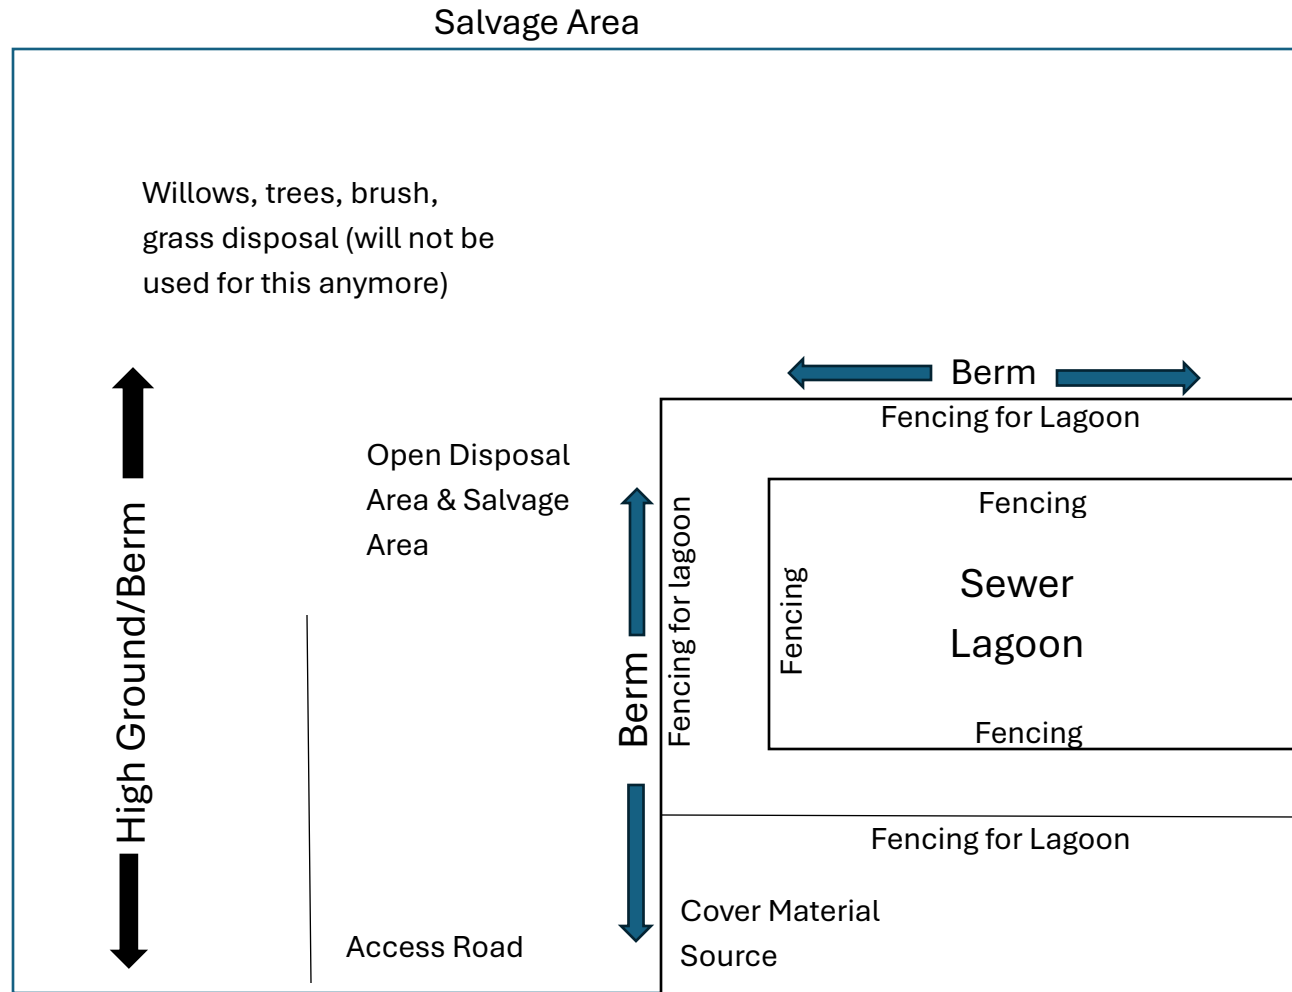 Salvage Area
Willows, trees, brush,
grass disposal (will not be
used for this anymore)
Berm
Fencing for Lagoon
Open Disposal
Area & Salvage
Area
Fencing
High Ground/Berm
Berm
Fencing for lagoon
Fencing
Sewer
Lagoon
Fencing
Fencing for Lagoon
Cover Material
Source
Access Road